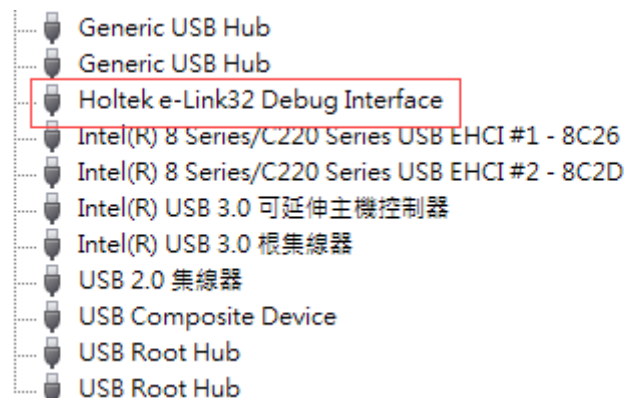 Generic USB Hub
Generic USB Hub
Holtek e-Link32 Debug Interface
Intel(R) 8 Series/C220 Series USB EHCI #1 - 8C26
Intel(R) 8 Series/C220 Series USB EHCI #2 - 8C2D
Intel(R) USB 3.0 可延伸主機控制器
Intel(R) USB 3.0 根集線器
USB 2.0 集線器
USB Composite Device
USB Root Hub
USB Root Hub